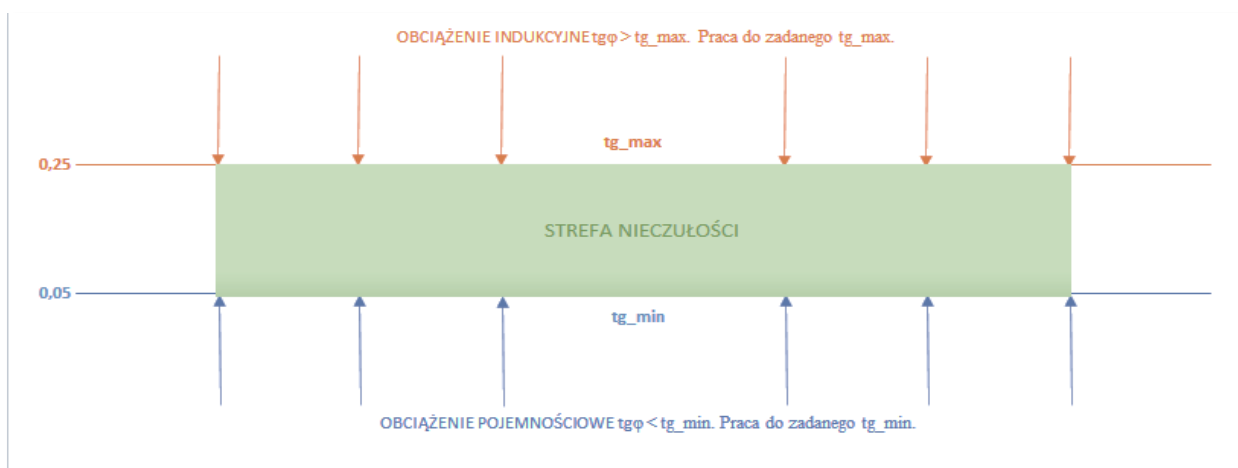 OBCIĄŻENIE INDUKCYJNE tgφ > tg_max. Praca do zadanego tg_max.
tg_max
0,25
STREFA NIECZUŁOŚCI
0,05
tg_min
OBCIĄŻENIE POJEMNOŚCIOWE tgφ < tg_min. Praca do zadanego tg_min.